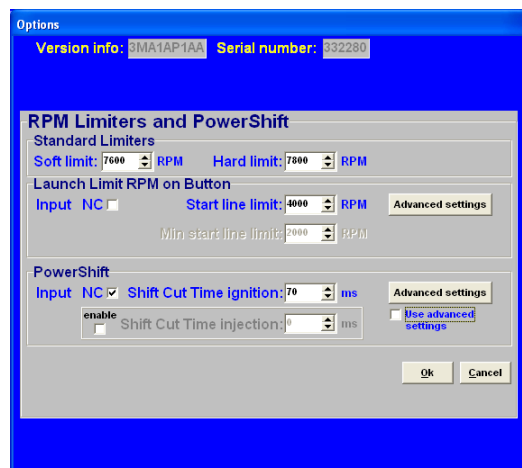 Options
Version info: 3MA1AP1AA Serial number: 332280
RPM Limiters and PowerShift
Standard Limiters
Soft limit: 7600 RPM Hard limit: 7800 RPM
Launch Limit RPM on Button
Input NC Start line limit: 4000 RPM Advanced settings
Min start line limit: 2000 RPM
PowerShift
Input NC Shift Cut Time ignition: 70 ms Advanced settings
enable Shift Cut Time injection: 0 ms Use advanced settings
Ok Cancel